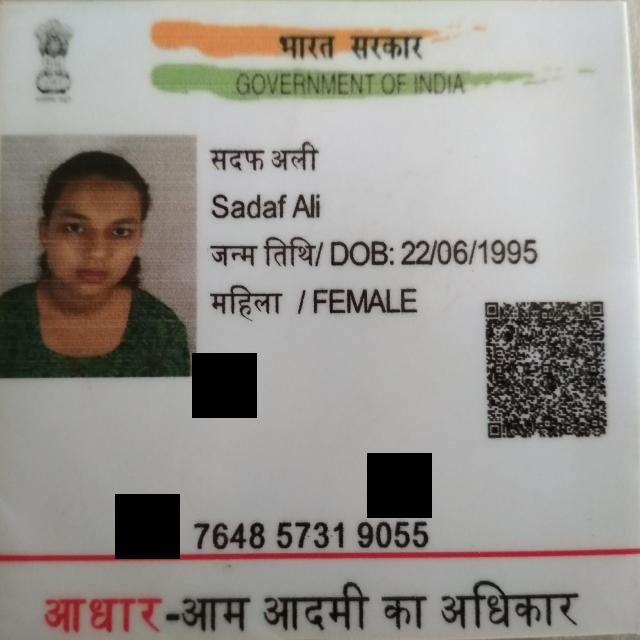 भारत सरकार
GOVERNMENT OF INDIA
सदफ अली
Sadaf Ali
जन्म तिथि/ DOB: 22/06/1995
महिला / FEMALE
7648 5731 9055
आधार-आम आदमी का अधिकार